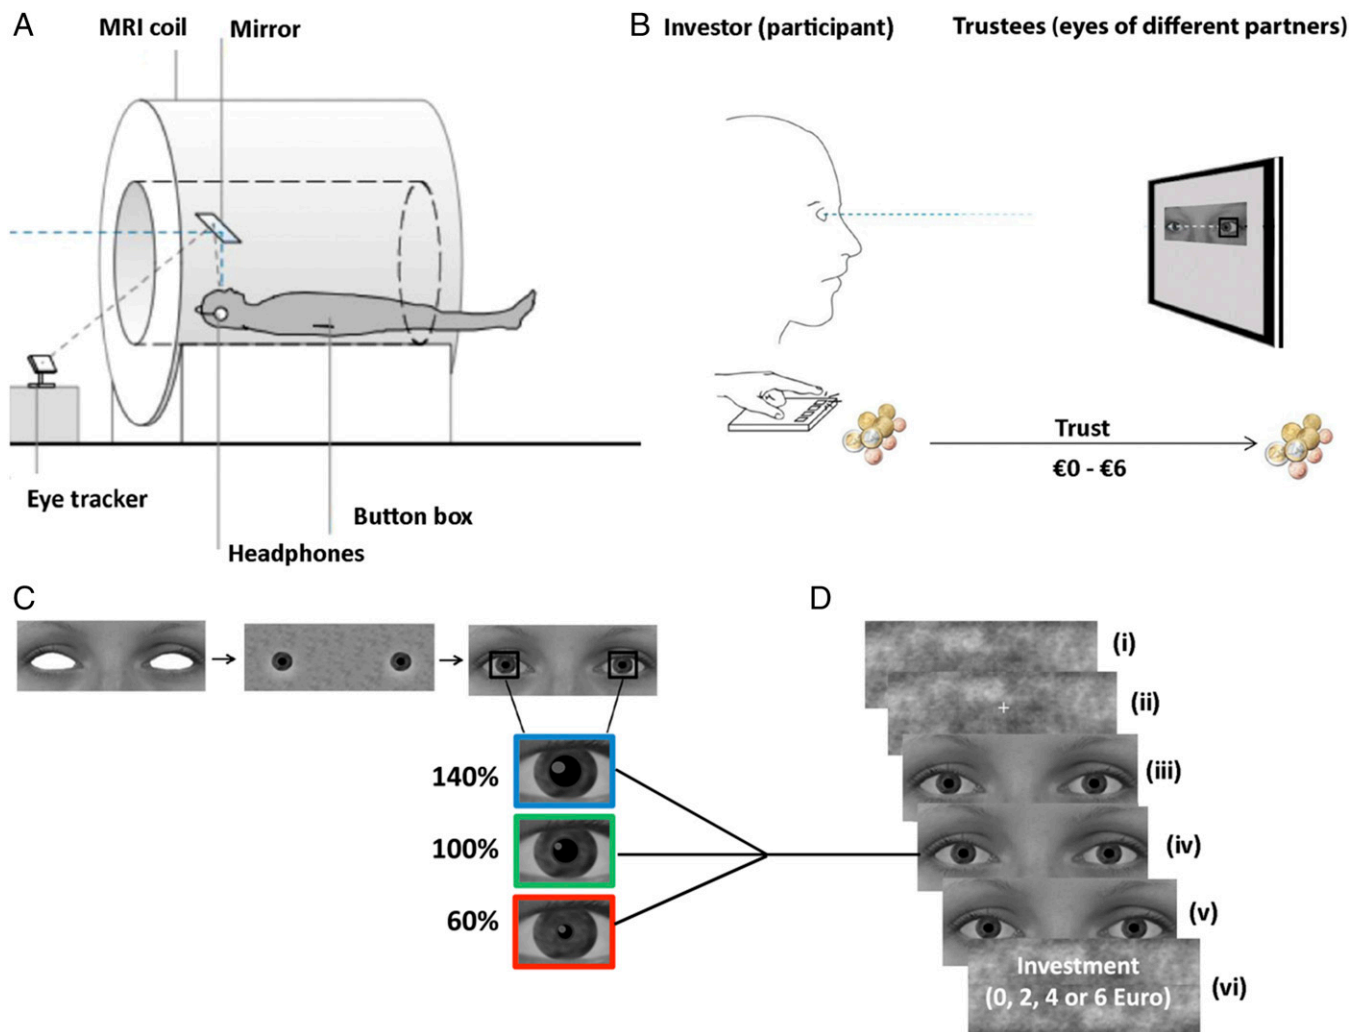 A
MRI coil
Mirror
Eye tracker
Button box
Headphones
B
Investor (participant)
Trustees (eyes of different partners)
Trust
€0 - €6
C
140%
100%
60%
D
(i)
(ii)
(iii)
(iv)
(v)
Investment
(0, 2, 4 or 6 Euro)
(vi)